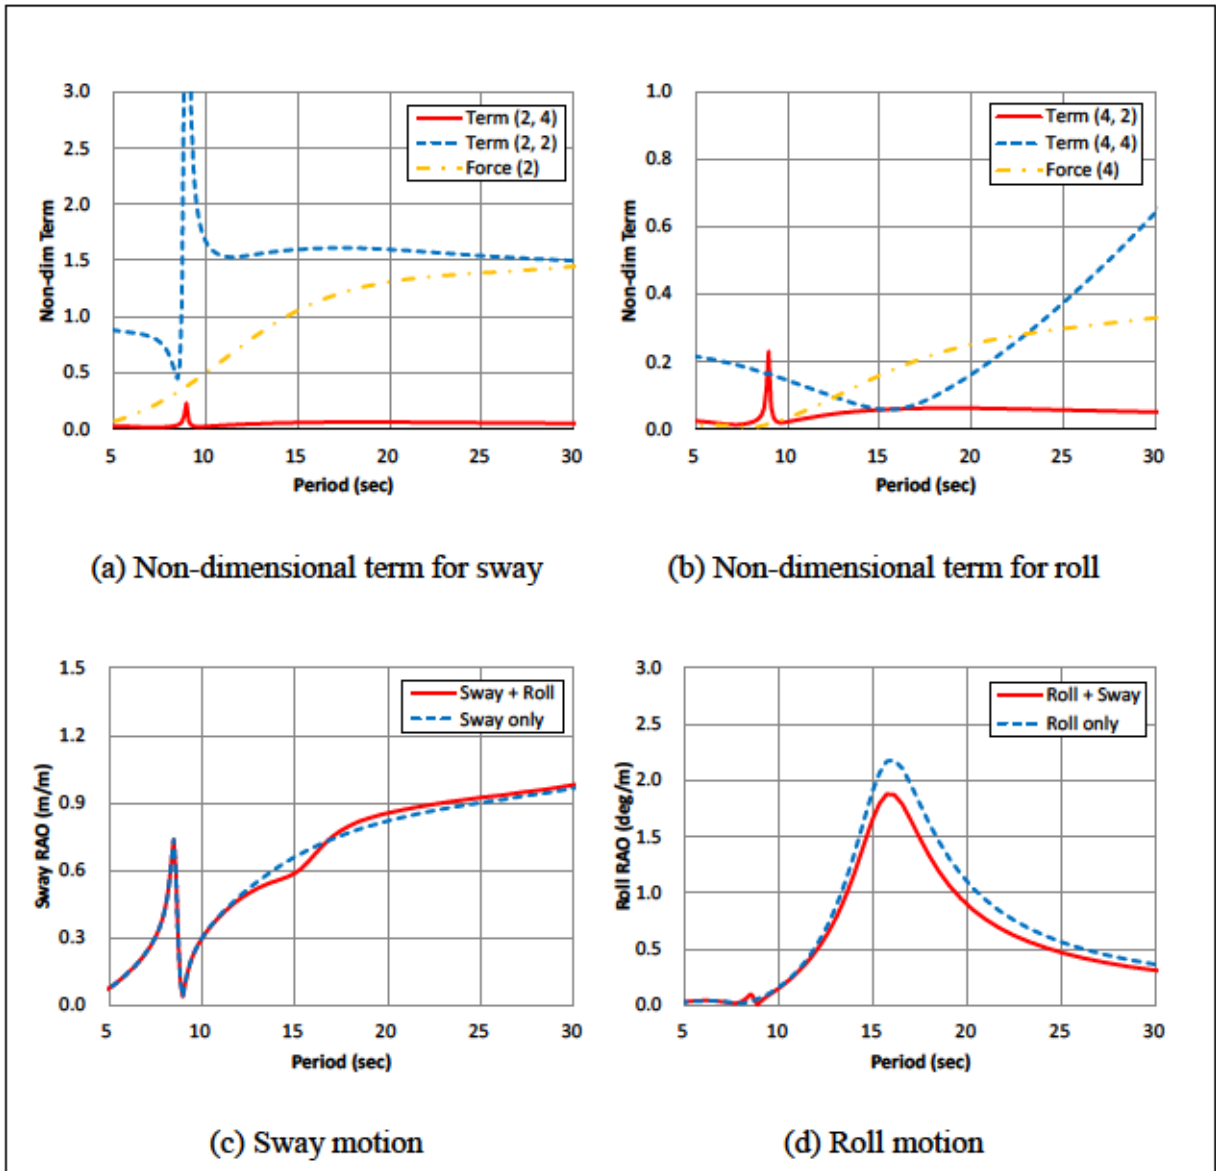 3.0
2.5
2.0
1.5
1.0
0.5
0.0
Non-dim Term
Term (2, 4)
Term (2, 2)
Force (2)
5 10 15 20 25 30
Period (sec)
(a) Non-dimensional term for sway
1.0
0.8
0.6
0.4
0.2
0.0
Non-dim Term
Term (4, 2)
Term (4, 4)
Force (4)
5 10 15 20 25 30
Period (sec)
(b) Non-dimensional term for roll
1.5
1.2
0.9
0.6
0.3
0.0
Sway RAO (m/m)
Sway + Roll
Sway only
5 10 15 20 25 30
Period (sec)
(c) Sway motion
3.0
2.5
2.0
1.5
1.0
0.5
0.0
Roll RAO (deg/m)
Roll + Sway
Roll only
5 10 15 20 25 30
Period (sec)
(d) Roll motion